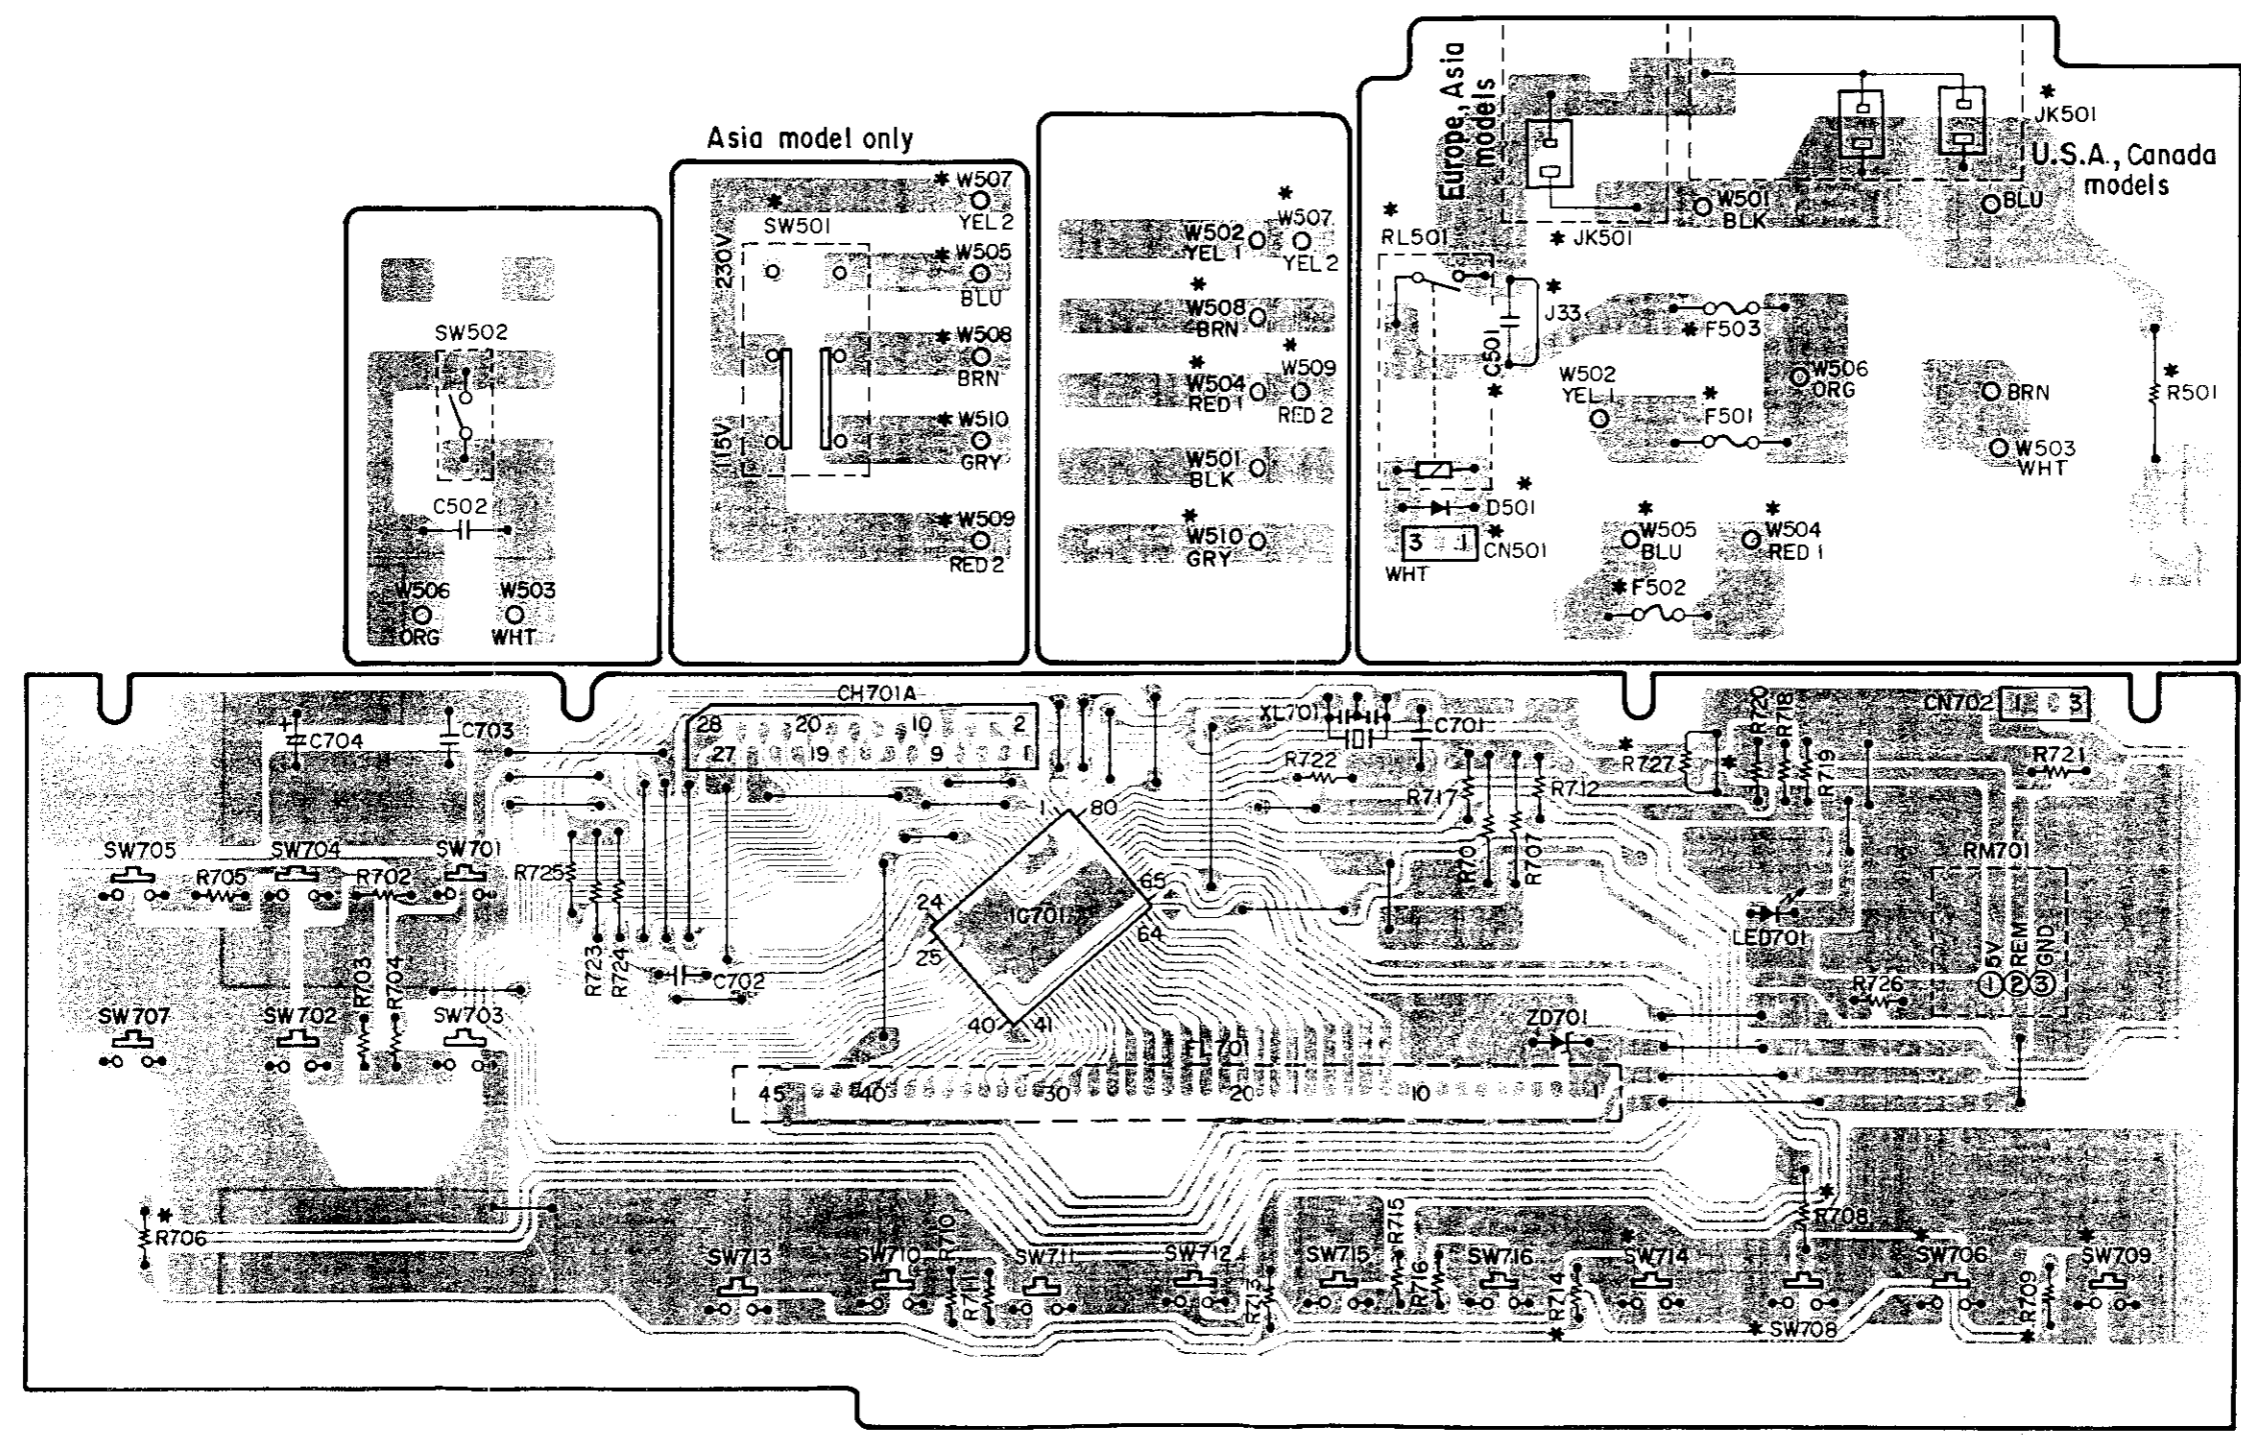 Asia model only
* W507
YEL 2
*
SW501
230V
* W505
BLU
* W508
BRN
115V
* W510
GRY
* W509
RED 2
SW502
C502
W506
ORG
W503
WHT
*
W507
YEL 2
W502
YEL 1
*
W508
BRN
*
W504
RED 1
*
W509
RED 2
W501
BLK
*
W510
GRY
Europe, Asia
models
*
JK501
U.S.A., Canada
models
*
RL501
* JK501
W501
BLK
BLU
*
J33
C501
*
* F503
W502
YEL 1
*
F501
W506
ORG
BRN
W503
WHT
*
R501
*
D501
3 1
*
CN501
WHT
*
W505
BLU
*
W504
RED 1
* F502
CH701A
28 20 10 2
27 19 9 1
+
C704
C703
XL701
C701
R722
R717
R701
R707
R712
*
R727
*
R720
R718
R719
CN702
1 3
R721
SW705
SW704
SW701
R705
R702
R725
R723
R724
R703
R704
C702
1 80
24
25
IC701
65
64
40 41
RM701
LED701
5V
REM
GND
1 2 3
R726
SW707
SW702
SW703
ZD701
FL701
45 40 30 20 10 1
*
R706
SW713
SW710
R710
R711
SW711
SW712
R713
SW715
R715
R716
SW716
R714
*
*
SW714
*
R708
* SW708
*
SW706
R709
*
*
SW709